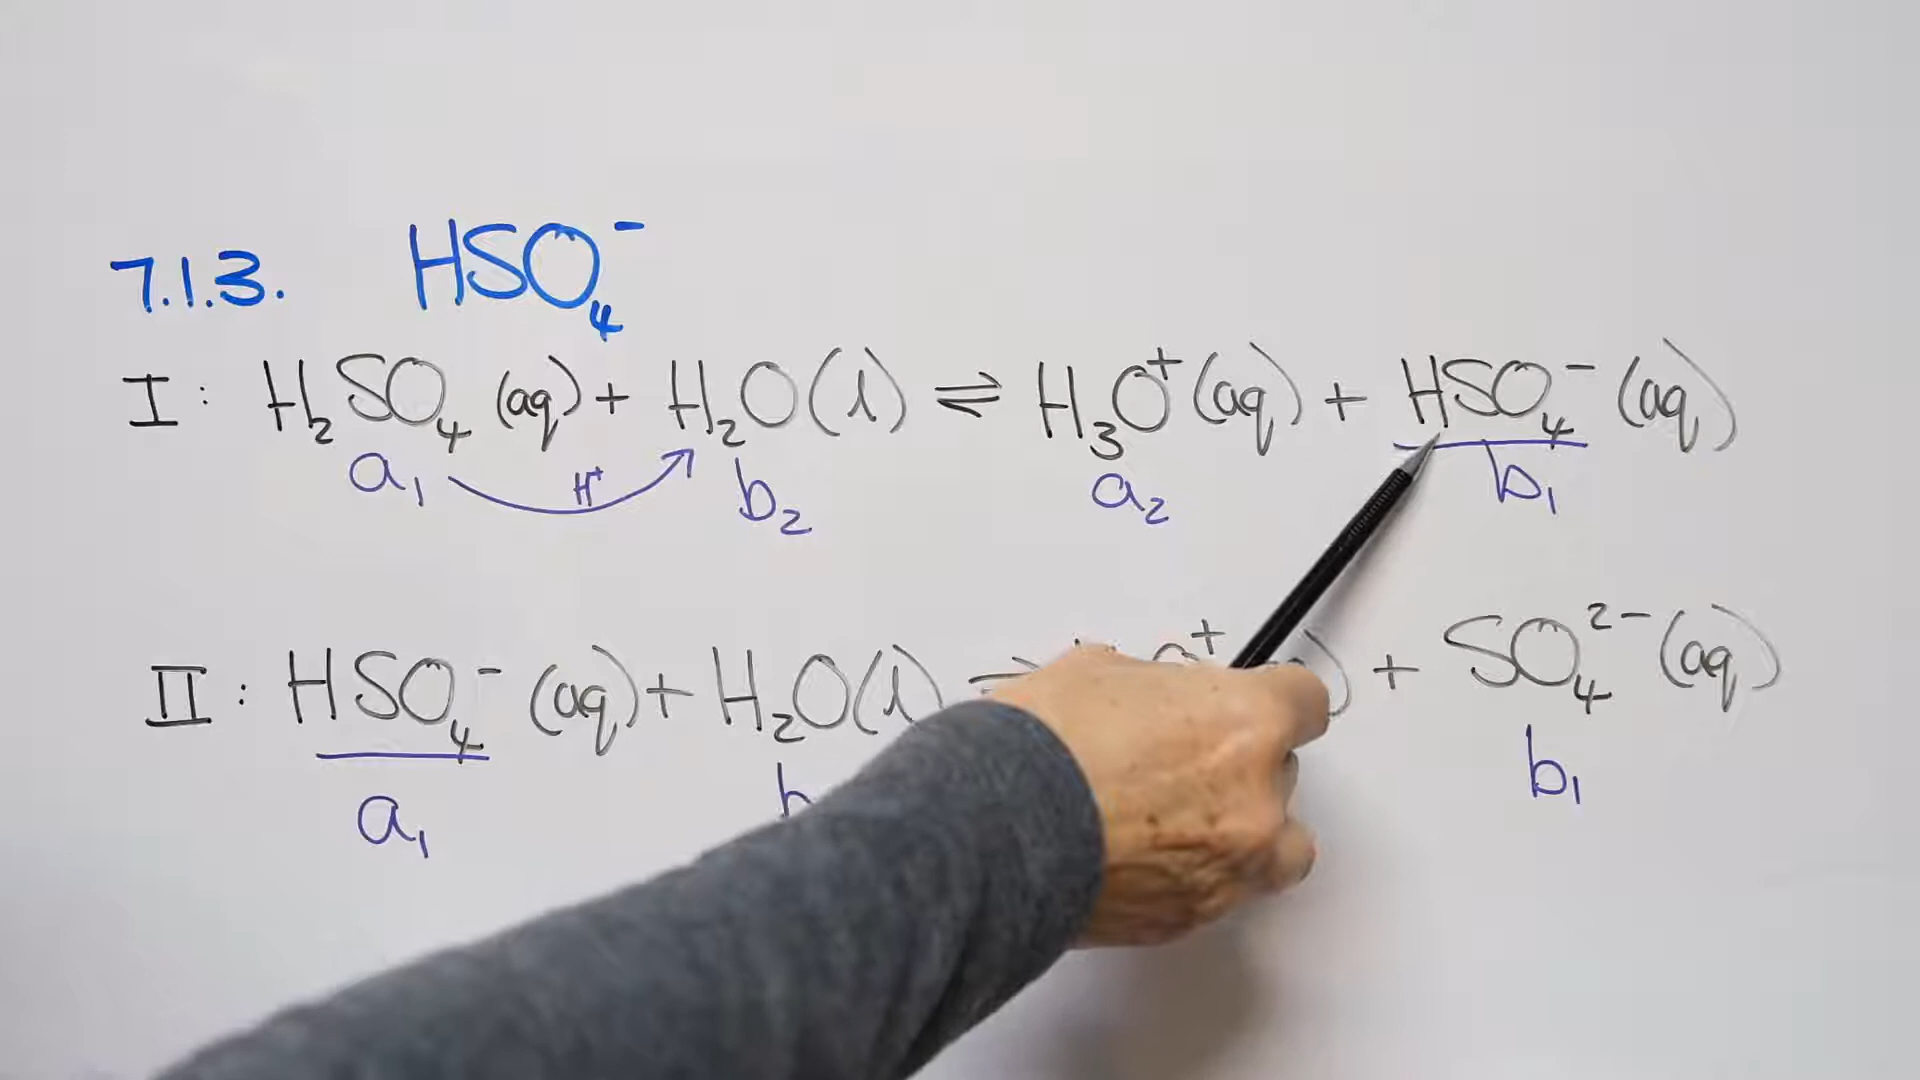 7.1.3. HSO₄⁻
I: H₂SO₄ (aq) + H₂O(l) ⇌ H₃O⁺(aq) + HSO₄⁻ (aq)
a₁ H⁺ b₂ a₂ b₁
II: HSO₄⁻ (aq) + H₂O(l) + SO₄²⁻ (aq)
a₁ b₁